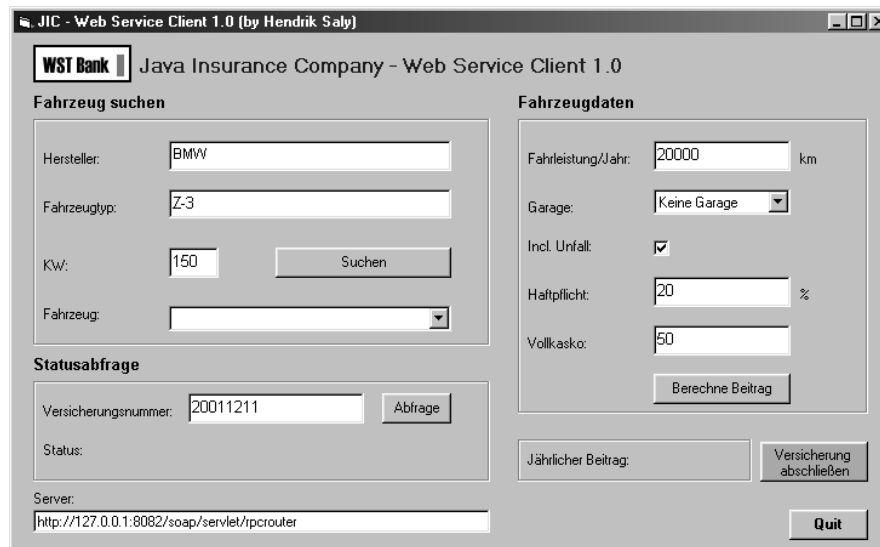 JIC - Web Service Client 1.0 (by Hendrik Saly)
WST Bank
Java Insurance Company - Web Service Client 1.0
Fahrzeug suchen
Hersteller: BMW
Fahrzeugtyp: Z-3
KW: 150 Suchen
Fahrzeug:
Statusabfrage
Versicherungsnummer: 20011211 Abfrage
Status:
Server:
http://127.0.0.1:8082/soap/servlet/rpcrouter
Fahrzeugdaten
Fahrleistung/Jahr: 20000 km
Garage: Keine Garage
Incl. Unfall:
Haftpflicht: 20 %
Vollkasko: 50
Berechne Beitrag
Jährlicher Beitrag:
Versicherung
abschließen
Quit